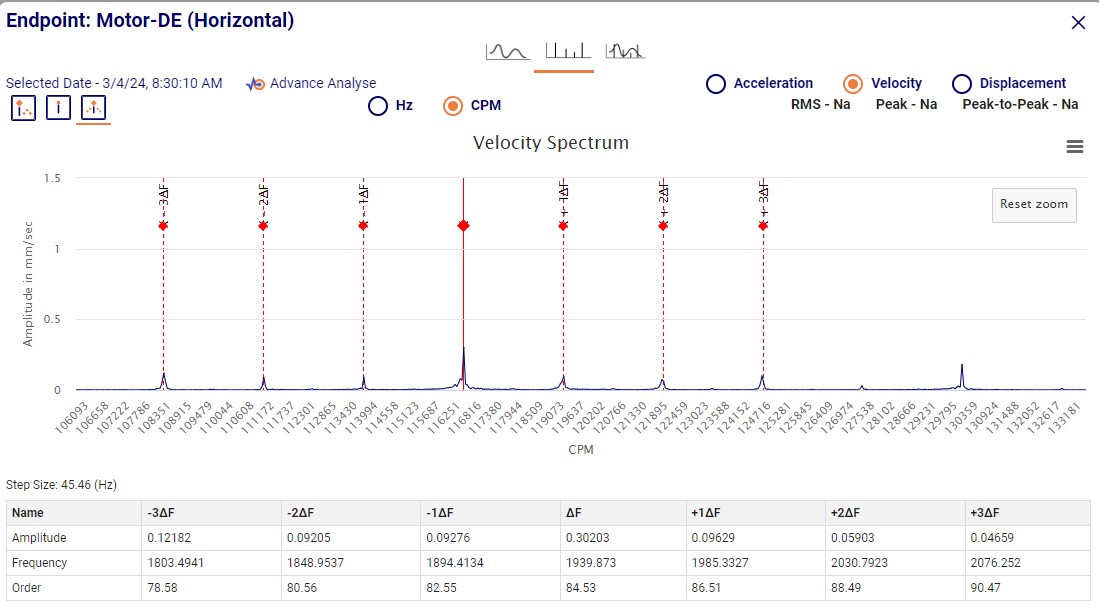 Endpoint: Motor-DE (Horizontal)
Selected Date - 3/4/24, 8:30:10 AM
Advance Analyse
Hz
CPM
Acceleration
Velocity
Displacement
RMS - Na
Peak - Na
Peak-to-Peak - Na
Velocity Spectrum
Reset zoom
- 3ΔF
- 2ΔF
- 1ΔF
+ 1ΔF
+ 2ΔF
+ 3ΔF
Amplitude in mm/sec
1.5
1
0.5
0
106093 106658 107222 107786 108351 108915 109479 110044 110608 111172 111737 112301 112865 113430 113994 114558 115123 115687 116251 116816 117380 117944 118509 119073 119637 120202 120766 121330 121895 122459 123023 123588 124152 124716 125281 125845 126409 126974 127538 128102 128666 129231 129795 130359 130924 131488 132052 132617 133181
CPM
Step Size: 45.46 (Hz)
Name -3ΔF -2ΔF -1ΔF ΔF +1ΔF +2ΔF +3ΔF
Amplitude 0.12182 0.09205 0.09276 0.30203 0.09629 0.05903 0.04659
Frequency 1803.4941 1848.9537 1894.4134 1939.873 1985.3327 2030.7923 2076.252
Order 78.58 80.56 82.55 84.53 86.51 88.49 90.47